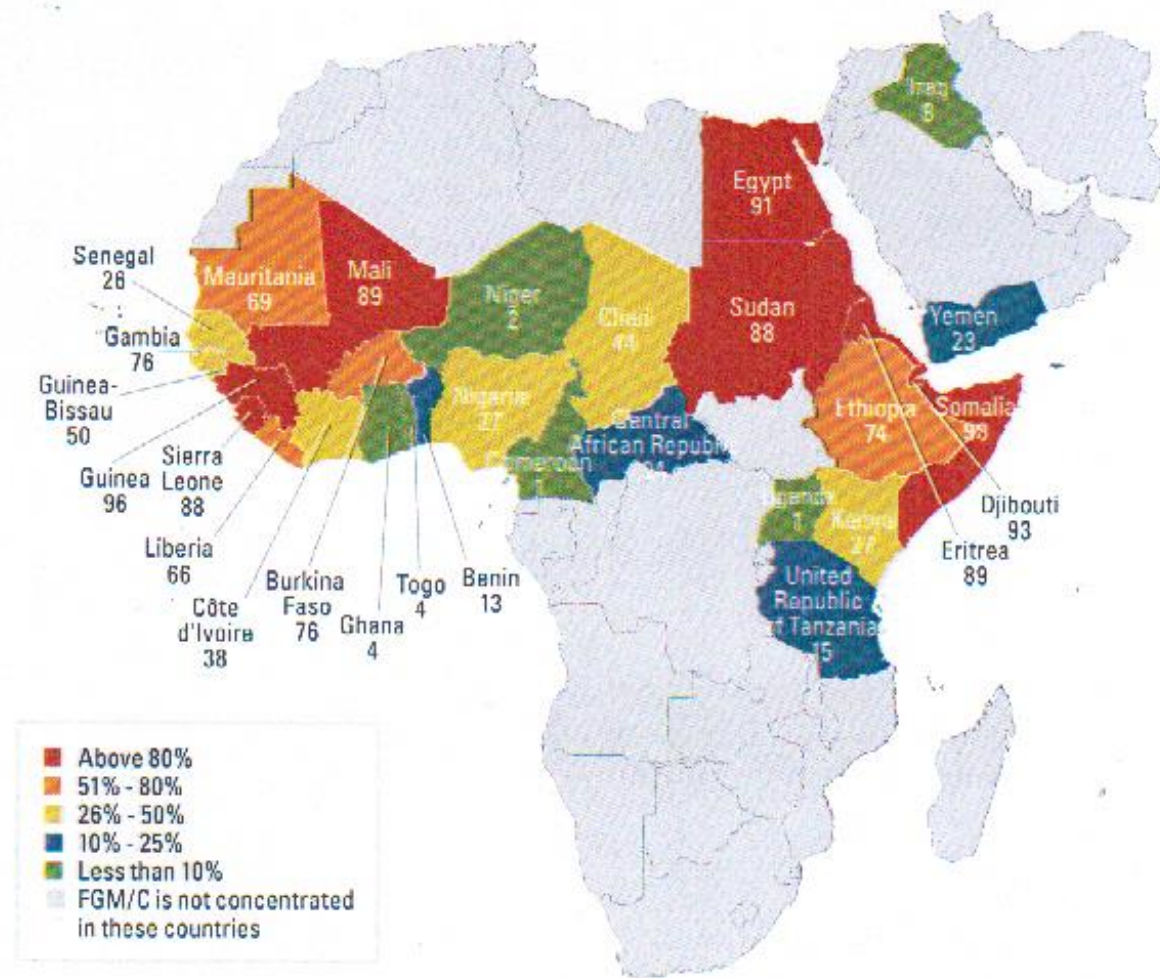 Iraq
8
Egypt
91
Senegal
26
Mauritania
69
Mali
89
Niger
2
Chad
44
Sudan
88
Yemen
23
Gambia
76
Guinea-
Bissau
50
Nigeria
27
Central
African Republic
Ethiopia
74
Somalia
Guinea
96
Sierra
Leone
88
Cameroon
1
Uganda
1
Kenya
27
Djibouti
93
Eritrea
89
Liberia
66
Côte
d'Ivoire
38
Burkina
Faso
76
Ghana
4
Togo
4
Benin
13
United
Republic
of Tanzania
15
Above 80%
51% - 80%
26% - 50%
10% - 25%
Less than 10%
FGM/C is not concentrated
in these countries